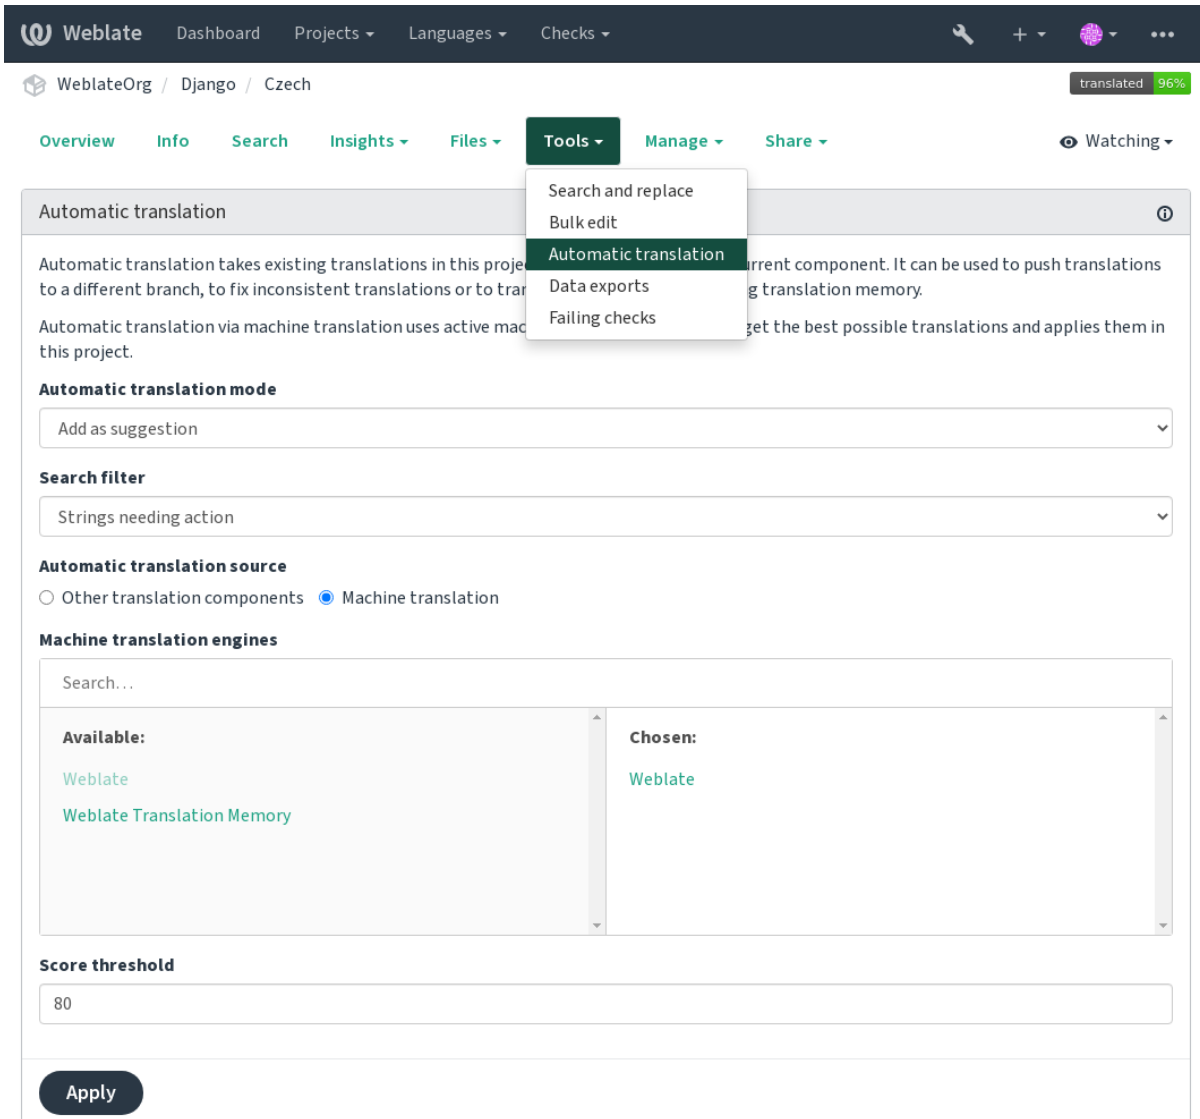 Weblate Dashboard Projects Languages Checks
WeblateOrg / Django / Czech translated 96%
Overview Info Search Insights Files Tools Manage Share Watching
Search and replace
Bulk edit
Automatic translation
Data exports
Failing checks
Automatic translation
Automatic translation takes existing translations in this proje urrent component. It can be used to push translations
to a different branch, to fix inconsistent translations or to tran g translation memory.
Automatic translation via machine translation uses active mac get the best possible translations and applies them in
this project.
Automatic translation mode
Add as suggestion
Search filter
Strings needing action
Automatic translation source
Other translation components Machine translation
Machine translation engines
Search…
Available:
Weblate
Weblate Translation Memory
Chosen:
Weblate
Score threshold
80
Apply